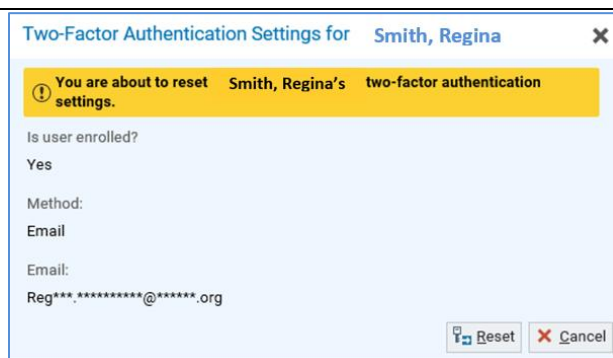 Two-Factor Authentication Settings for Smith, Regina
You are about to reset Smith, Regina's two-factor authentication
settings.
Is user enrolled?
Yes
Method:
Email
Email:
Reg***.**********@******.org
Reset Cancel